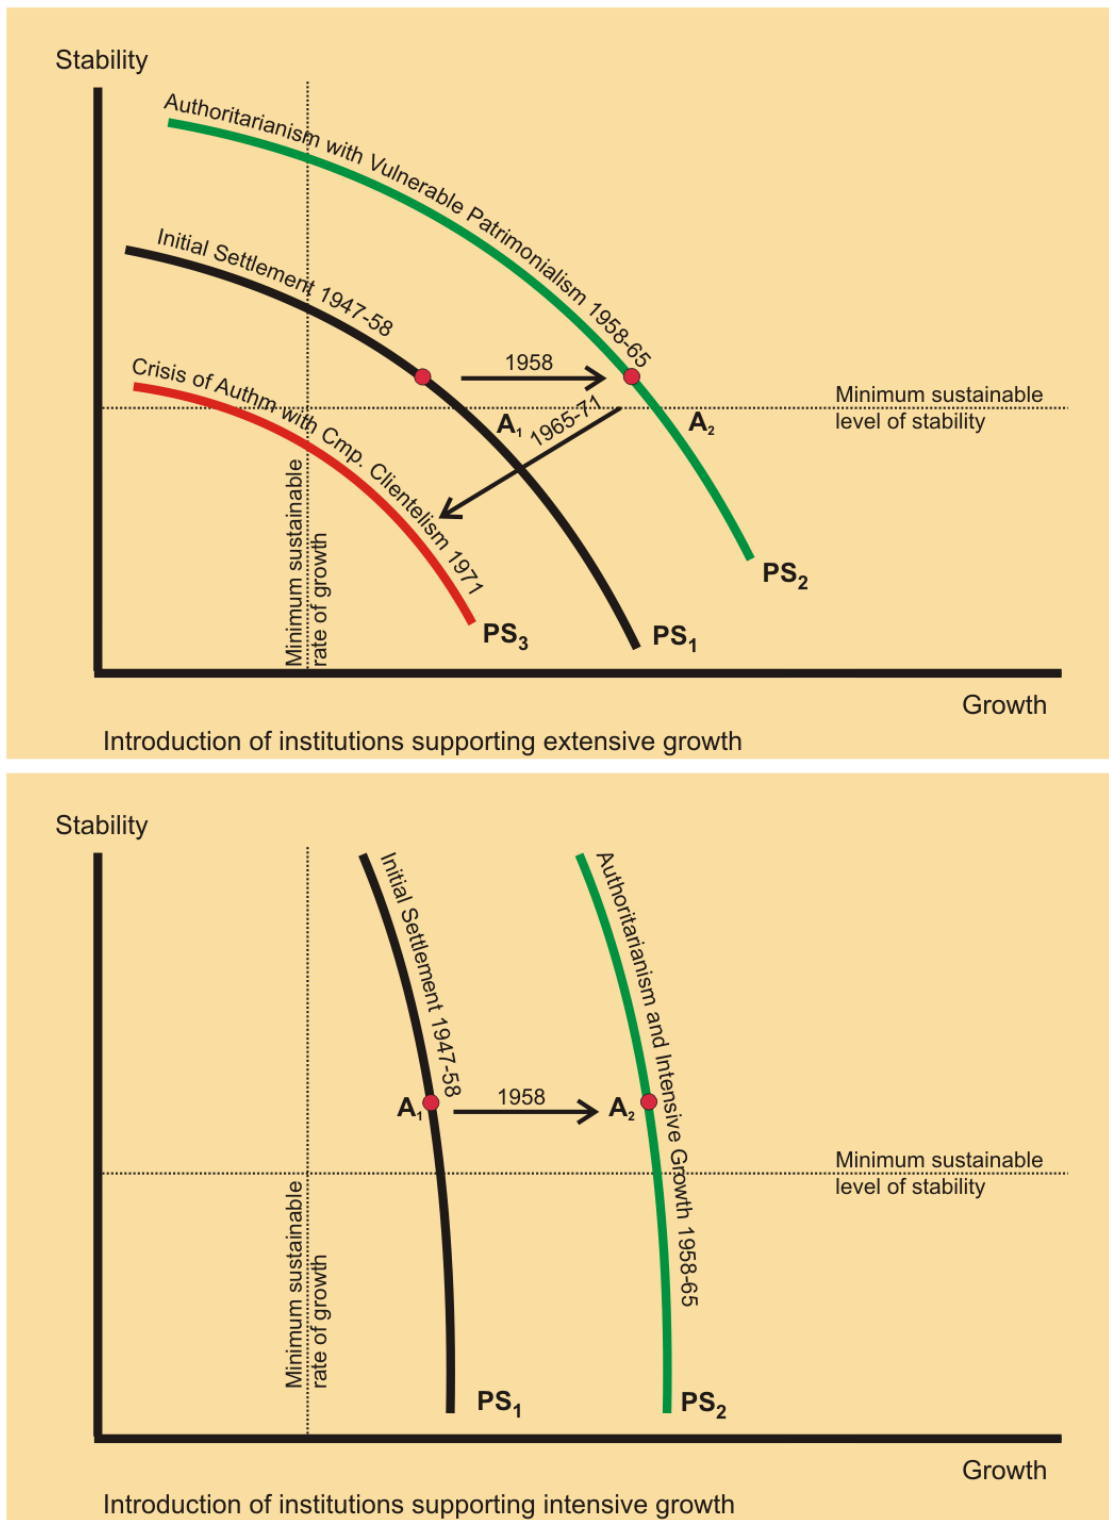 Stability
Authoritarianism with Vulnerable Patrimonialism 1958-65
Initial Settlement 1947-58
Crisis of Authm with Cmp. Clientelism 1971
1958
1965-71
A1
A2
Minimum sustainable
level of stability
Minimum sustainable
rate of growth
PS3
PS1
PS2
Growth
Introduction of institutions supporting extensive growth
Stability
Initial Settlement 1947-58
Authoritarianism and Intensive Growth 1958-65
A1
1958
A2
Minimum sustainable
level of stability
Minimum sustainable
rate of growth
PS1
PS2
Growth
Introduction of institutions supporting intensive growth